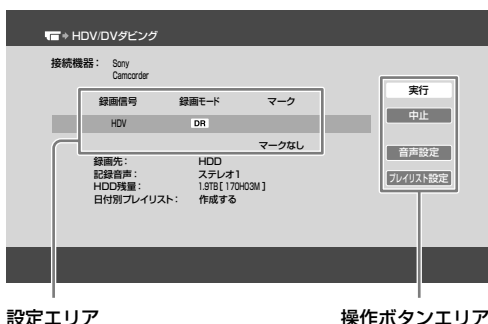 HDV/DVダビング
接続機器： Sony
Camcorder
録画信号 録画モード マーク
HDV DR
マークなし
録画先： HDD
記録音声： ステレオ1
HDD残量： 1.9TB[170H03M]
日付別プレイリスト： 作成する
実行
中止
音声設定
プレイリスト設定
設定エリア 操作ボタンエリア